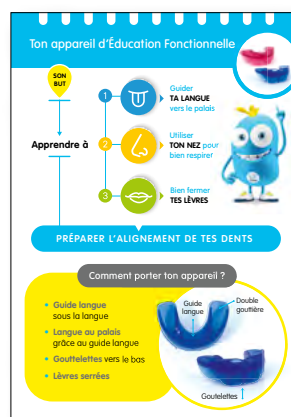 Ton appareil d'Éducation Fonctionnelle
SON
BUT
Apprendre à
1
Guider
TA LANGUE
vers le palais
2
Utiliser
TON NEZ pour
bien respirer
3
Bien fermer
TES LÈVRES
PRÉPARER L'ALIGNEMENT DE TES DENTS
Comment porter ton appareil ?
• Guide langue
sous la langue
• Langue au palais
grâce au guide langue
• Gouttelettes vers le bas
• Lèvres serrées
Guide
langue
Double
gouttière
Goutelettes